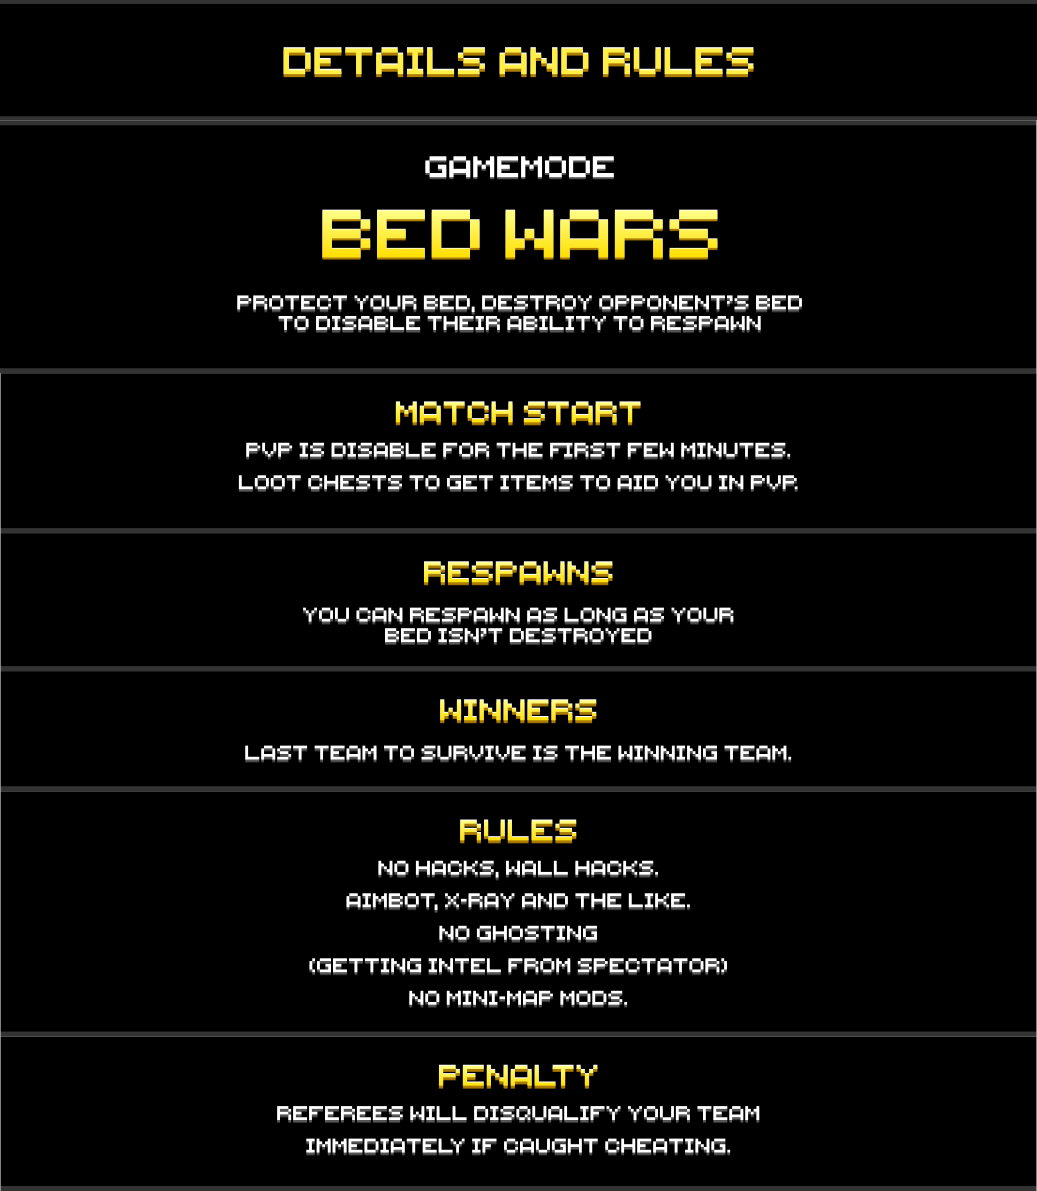 DETAILS AND RULES
GAMEMODE
BED WARS
PROTECT YOUR BED, DESTROY OPPONENT'S BED
TO DISABLE THEIR ABILITY TO RESPAWN
MATCH START
PVP IS DISABLE FOR THE FIRST FEW MINUTES.
LOOT CHESTS TO GET ITEMS TO AID YOU IN PVP.
RESPAWNS
YOU CAN RESPAWN AS LONG AS YOUR
BED ISN'T DESTROYED
WINNERS
LAST TEAM TO SURVIVE IS THE WINNING TEAM.
RULES
NO HACKS, WALL HACKS.
AIMBOT, X-RAY AND THE LIKE.
NO GHOSTING
(GETTING INTEL FROM SPECTATOR)
NO MINI-MAP MODS.
PENALTY
REFEREES WILL DISQUALIFY YOUR TEAM
IMMEDIATELY IF CAUGHT CHEATING.